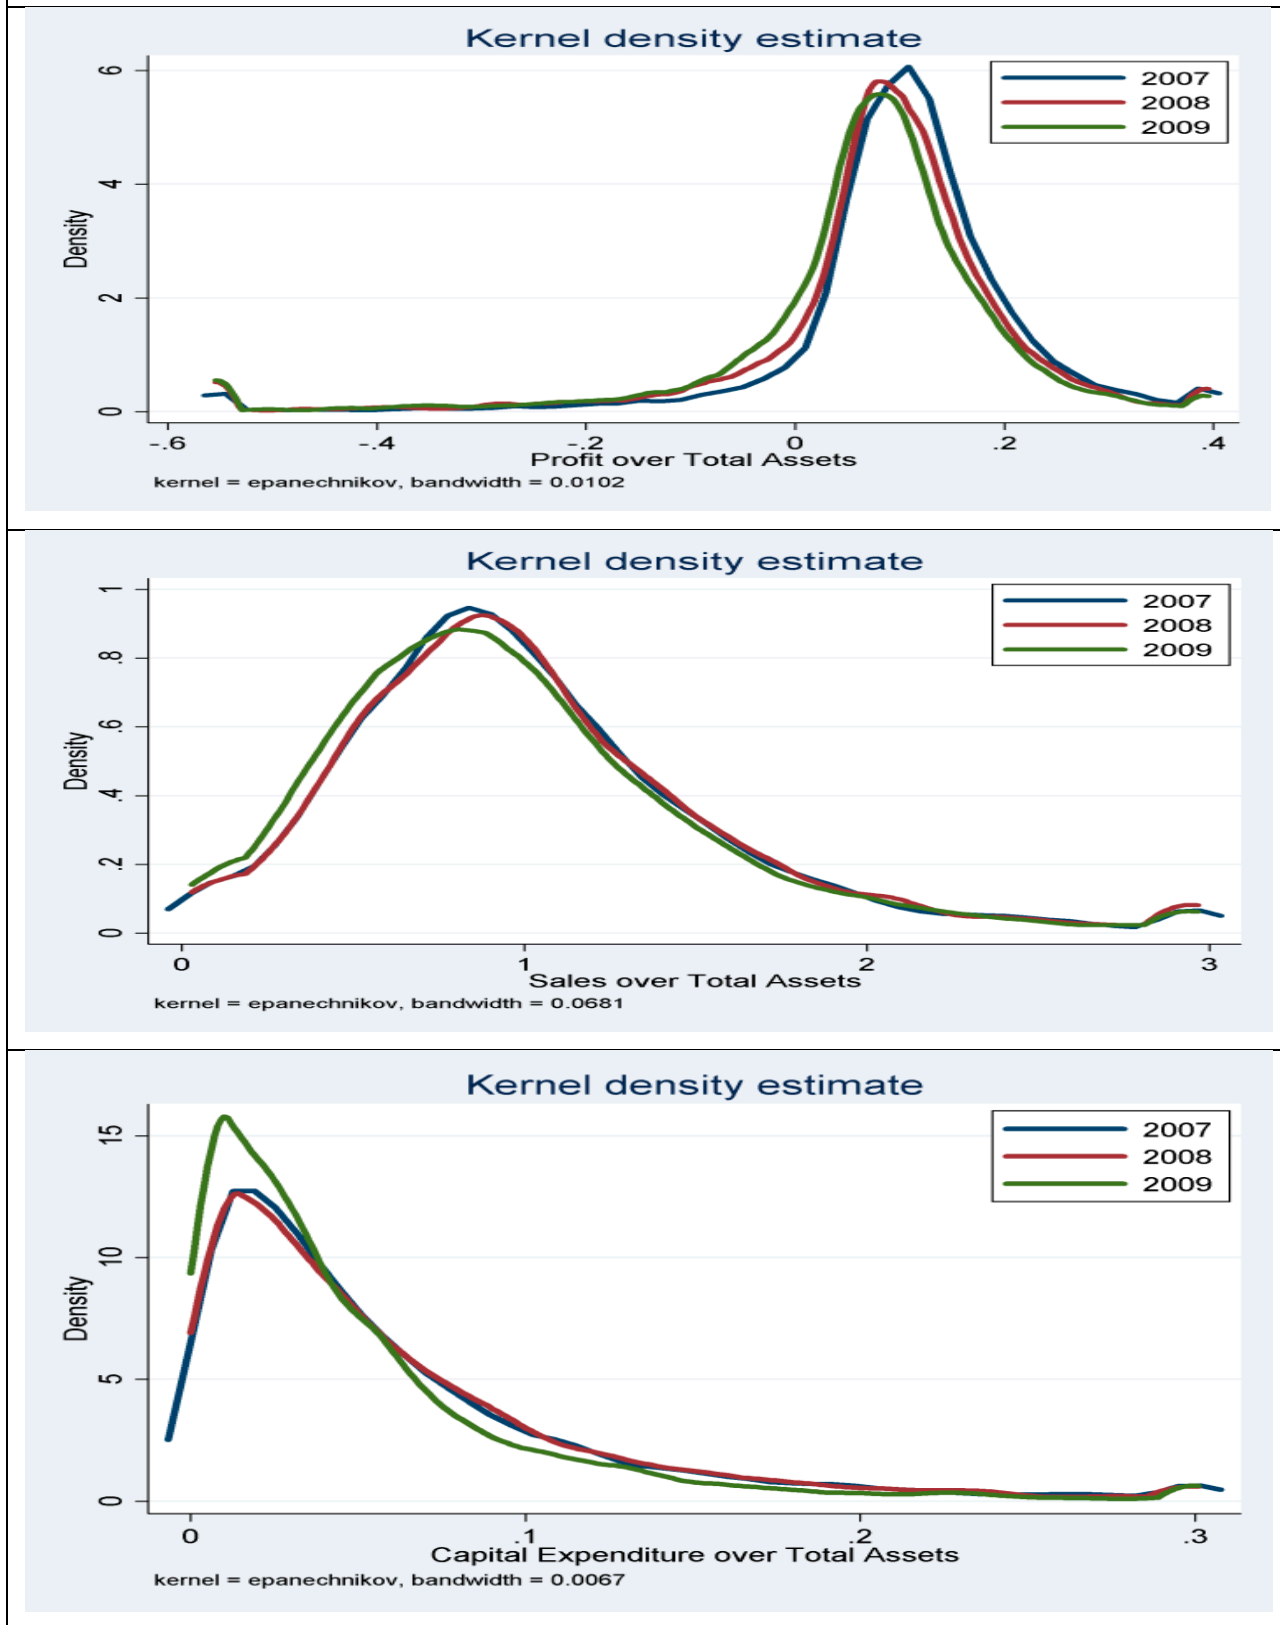 Kernel density estimate
2007
2008
2009
6
4
2
0
Density
-.6 -.4 -.2 0 .2 .4
Profit over Total Assets
kernel = epanechnikov, bandwidth = 0.0102
Kernel density estimate
2007
2008
2009
1
.8
.6
.4
.2
0
Density
0 1 2 3
Sales over Total Assets
kernel = epanechnikov, bandwidth = 0.0681
Kernel density estimate
2007
2008
2009
15
10
5
0
Density
0 .1 .2 .3
Capital Expenditure over Total Assets
kernel = epanechnikov, bandwidth = 0.0067